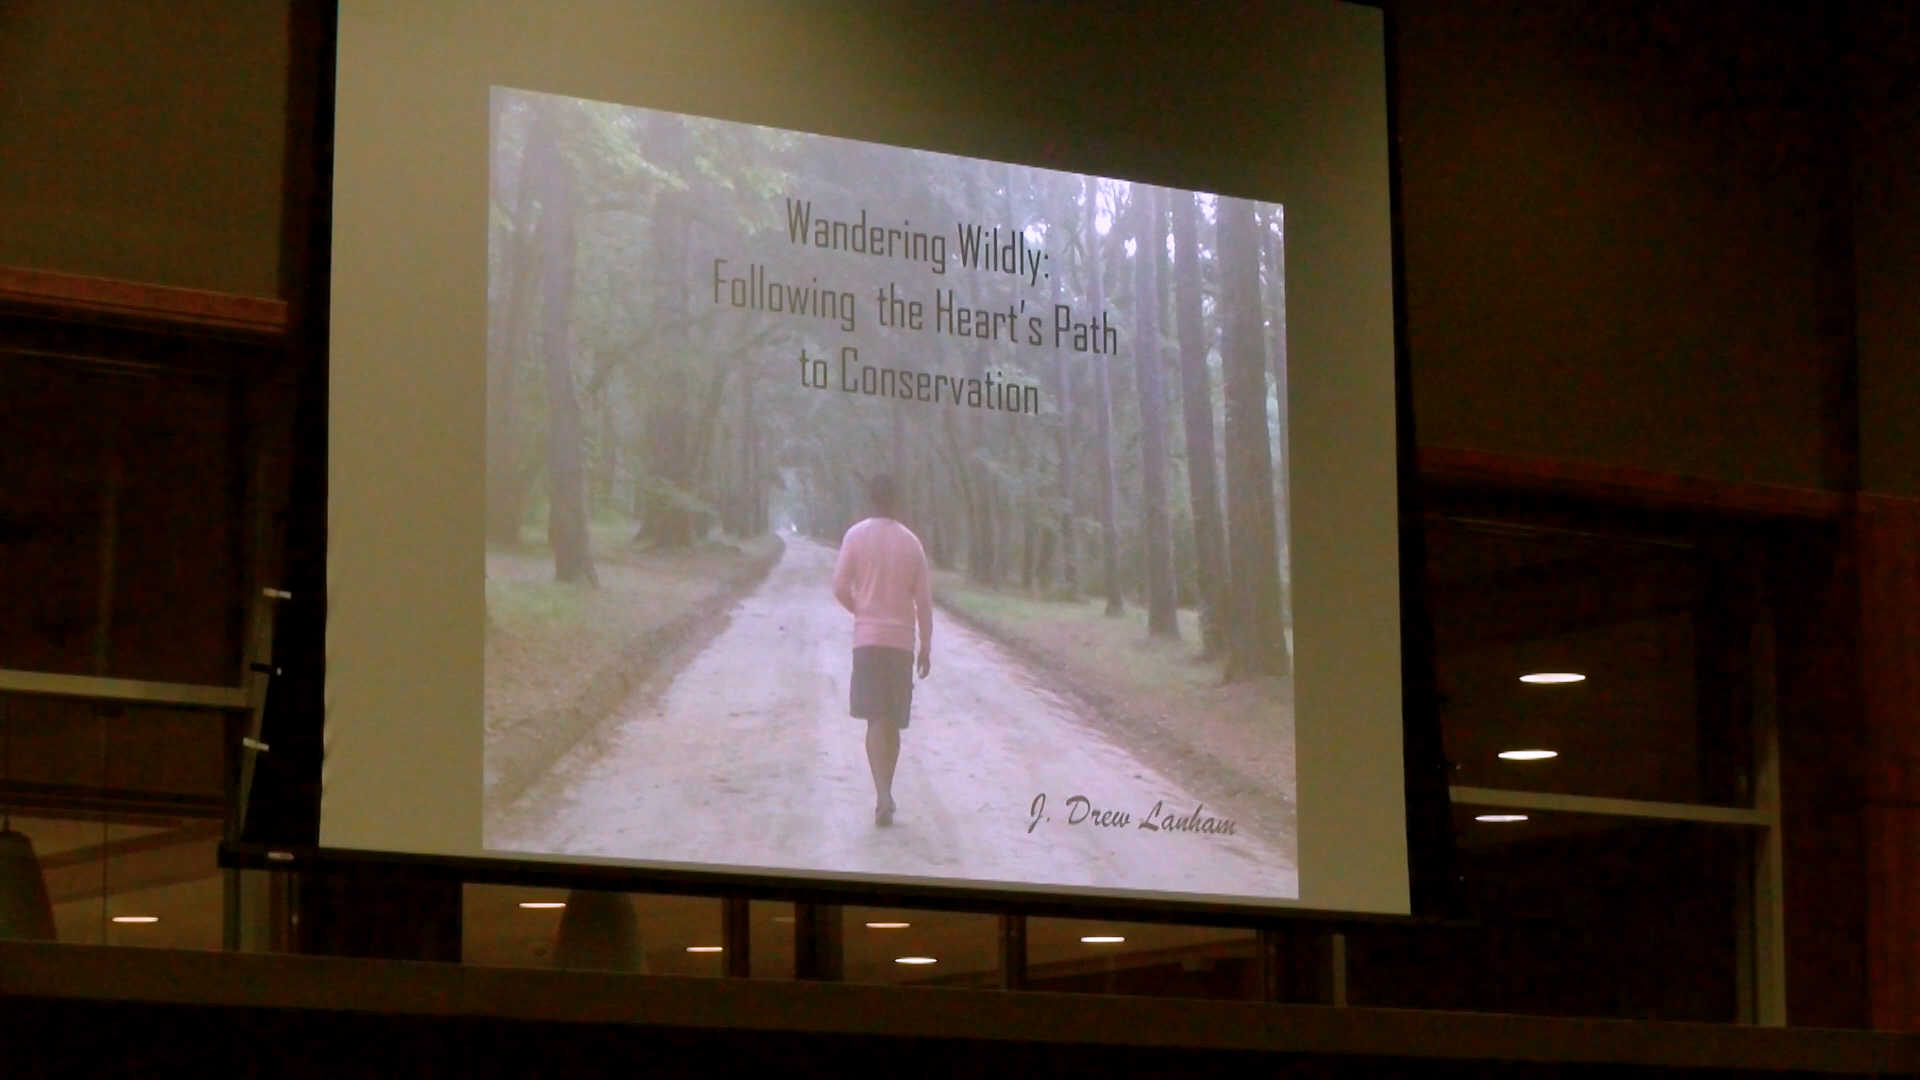 Wandering Wildly:
Following the Heart's Path
to Conservation
J. Drew Lanham